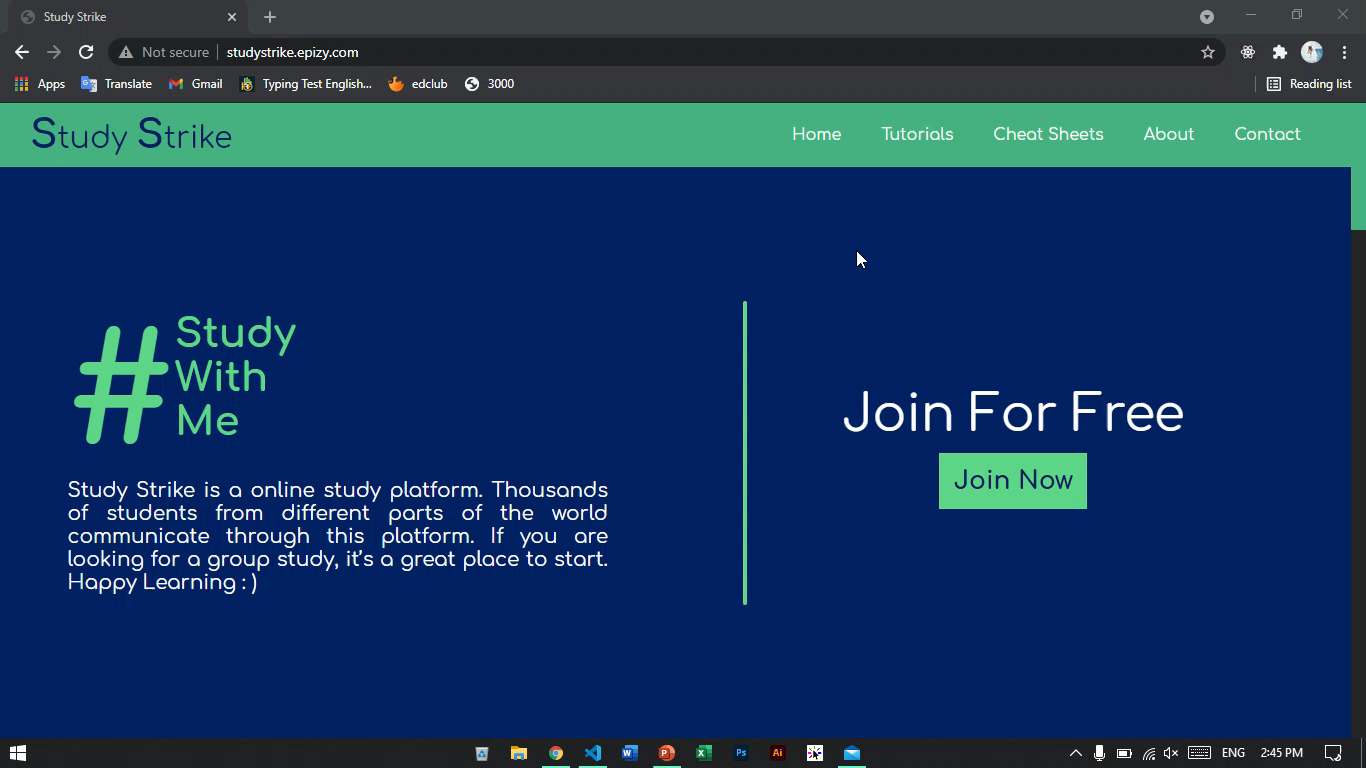 Study Strike
Not secure studystrike.epizy.com
Apps Translate Gmail Typing Test English... edclub 3000 Reading list
Study Strike Home Tutorials Cheat Sheets About Contact
# Study
With
Me
Study Strike is a online study platform. Thousands
of students from different parts of the world
communicate through this platform. If you are
looking for a group study, it's a great place to start.
Happy Learning : )
Join For Free
Join Now
ENG 2:45 PM